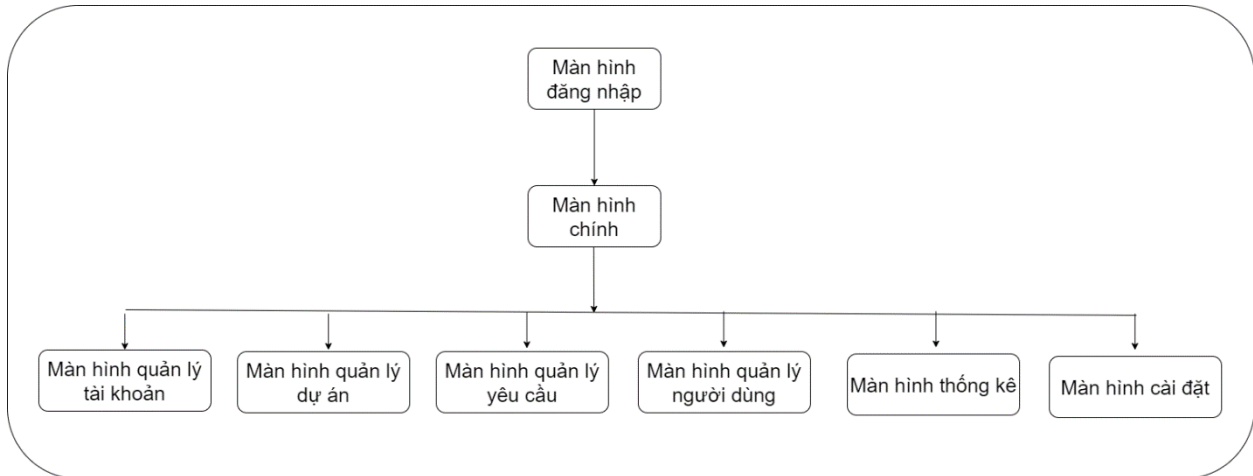 Màn hình
đăng nhập
Màn hình
chính
Màn hình quản lý
tài khoản
Màn hình quản lý
dự án
Màn hình quản lý
yêu cầu
Màn hình quản lý
người dùng
Màn hình thống kê
Màn hình cài đặt